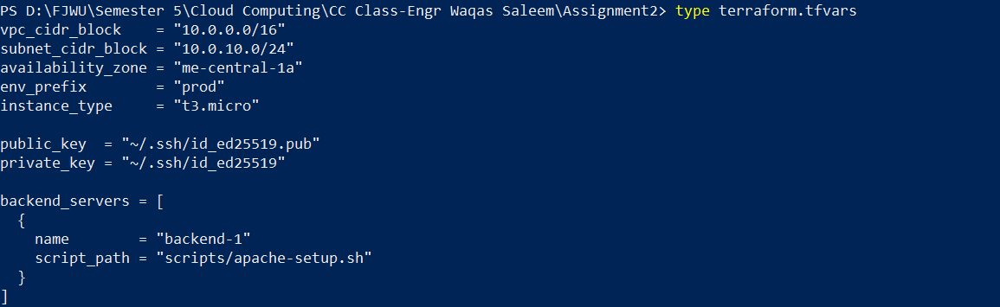 PS D:\FJWU\Semester 5\Cloud Computing\CC Class-Engr Waqas Saleem\Assignment2> type terraform.tfvars
vpc_cidr_block    = "10.0.0.0/16"
subnet_cidr_block = "10.0.10.0/24"
availability_zone = "me-central-1a"
env_prefix        = "prod"
instance_type     = "t3.micro"

public_key  = "~/.ssh/id_ed25519.pub"
private_key = "~/.ssh/id_ed25519"

backend_servers = [
  {
    name        = "backend-1"
    script_path = "scripts/apache-setup.sh"
  }
]